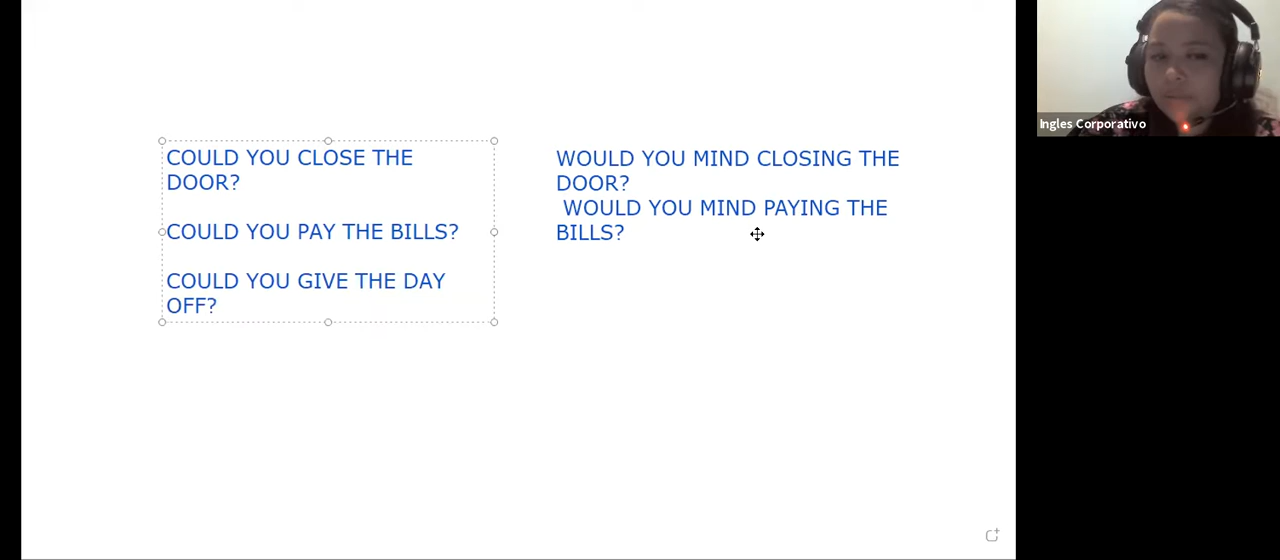 COULD YOU CLOSE THE
DOOR?
COULD YOU PAY THE BILLS?
COULD YOU GIVE THE DAY
OFF?
WOULD YOU MIND CLOSING THE
DOOR?
WOULD YOU MIND PAYING THE
BILLS?
Ingles Corporativo